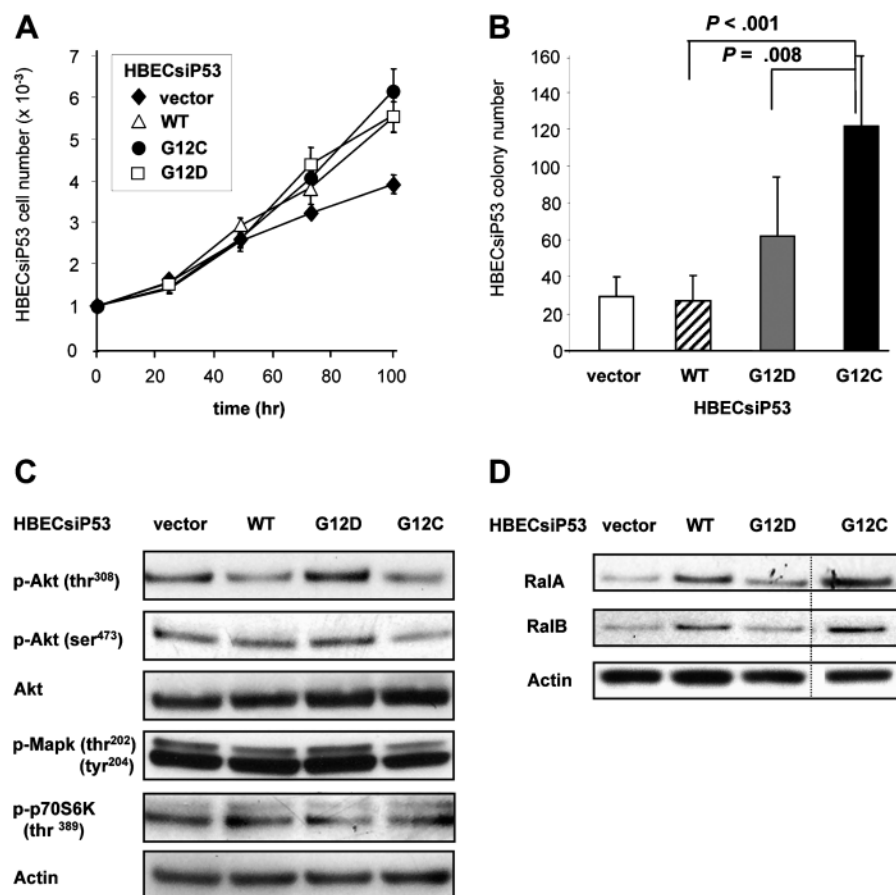 A
HBECsiP53 cell number (x 10⁻³)
7
6
5
4
3
2
1
0
HBECsiP53
vector
WT
G12C
G12D
0 20 40 60 80 100
time (hr)
B
HBECsiP53 colony number
P < .001
P = .008
160
140
120
100
80
60
40
20
0
vector WT G12D G12C
HBECsiP53
C
HBECsiP53 vector WT G12D G12C
p-Akt (thr³⁰⁸)
p-Akt (ser⁴⁷³)
Akt
p-Mapk (thr²⁰²)
(tyr²⁰⁴)
p-p70S6K
(thr ³⁸⁹)
Actin
D
HBECsiP53 vector WT G12D G12C
RalA
RalB
Actin